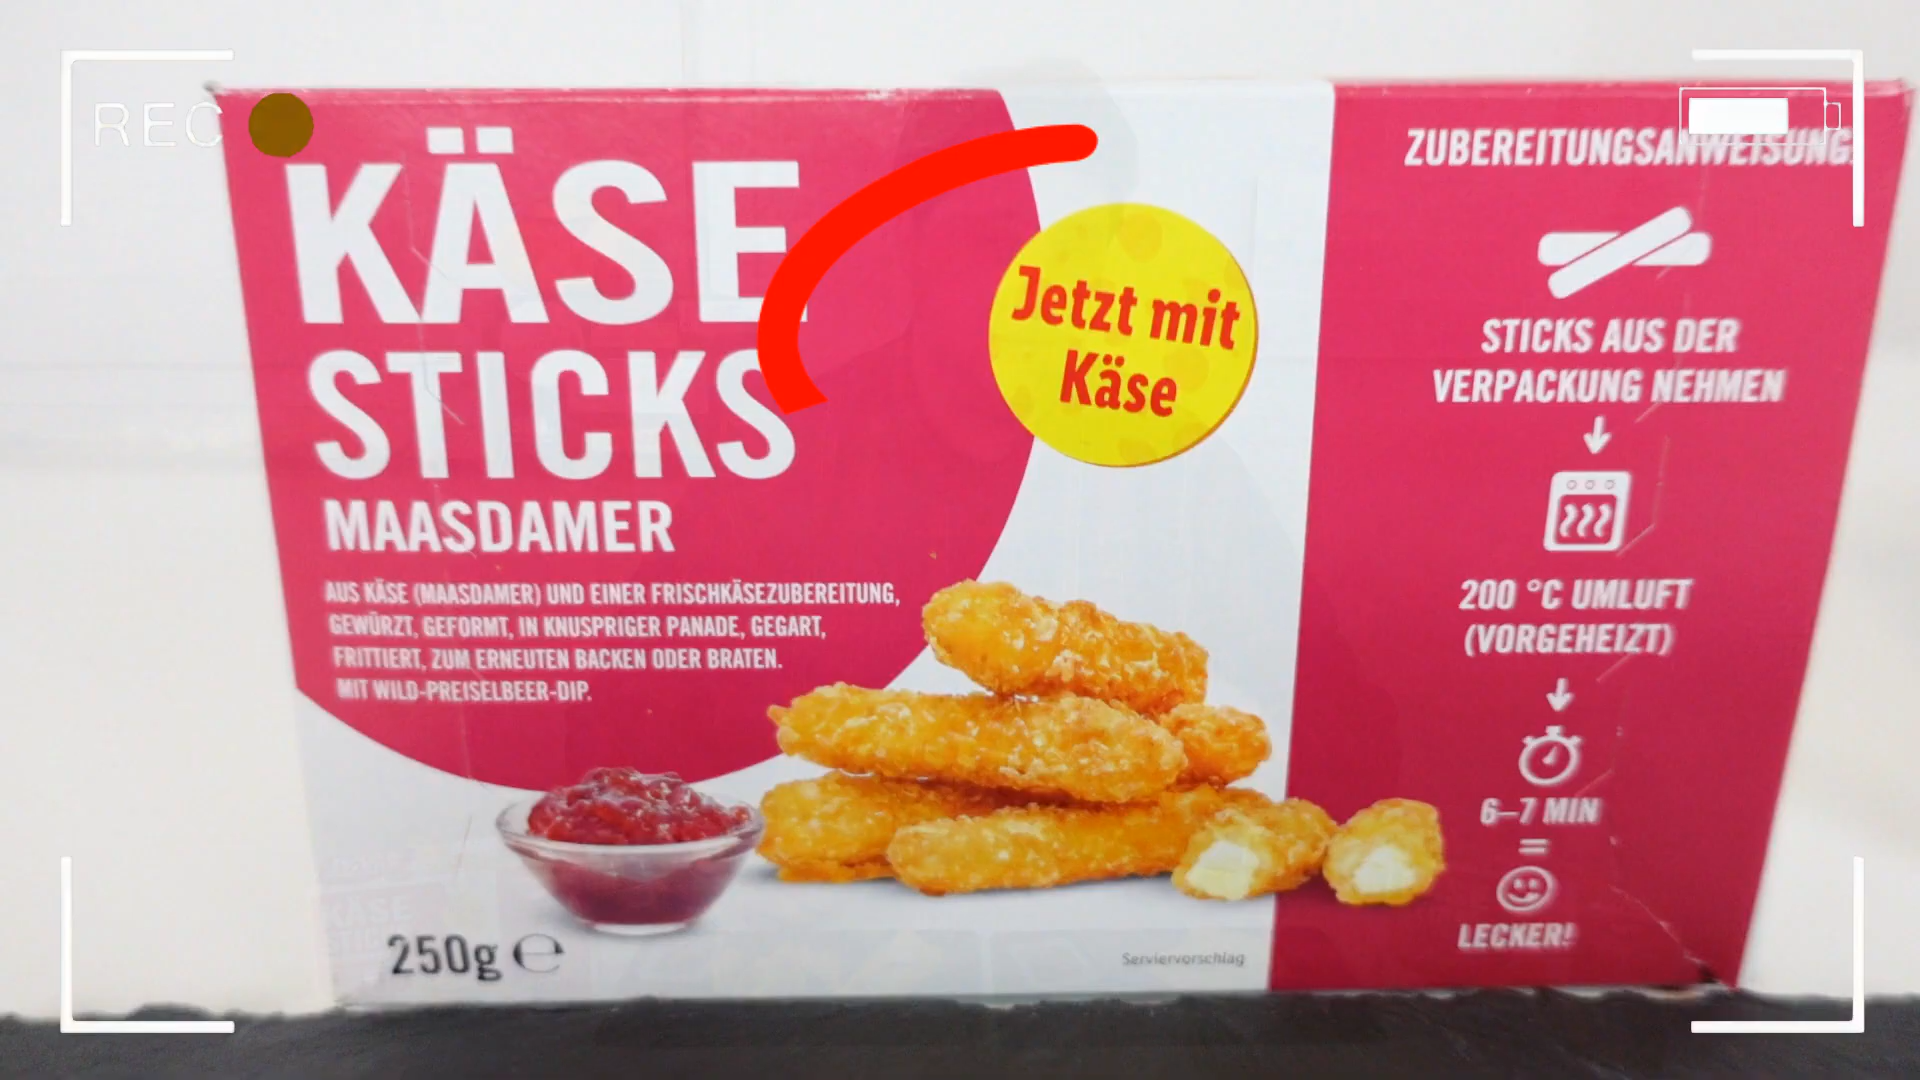 REC
KÄSE
STICKS
MAASDAMER
AUS KÄSE (MAASDAMER) UND EINER FRISCHKÄSEZUBEREITUNG,
GEWÜRZT, GEFORMT, IN KNUSPRIGER PANADE, GEGART,
FRITTIERT, ZUM ERNEUTEN BACKEN ODER BRATEN.
MIT WILD-PREISELBEER-DIP.
Jetzt mit
Käse
250g ℮
Serviervorschlag
ZUBEREITUNGSANWEISUNG:
STICKS AUS DER
VERPACKUNG NEHMEN
200 °C UMLUFT
(VORGEHEIZT)
6–7 MIN
=
LECKER!